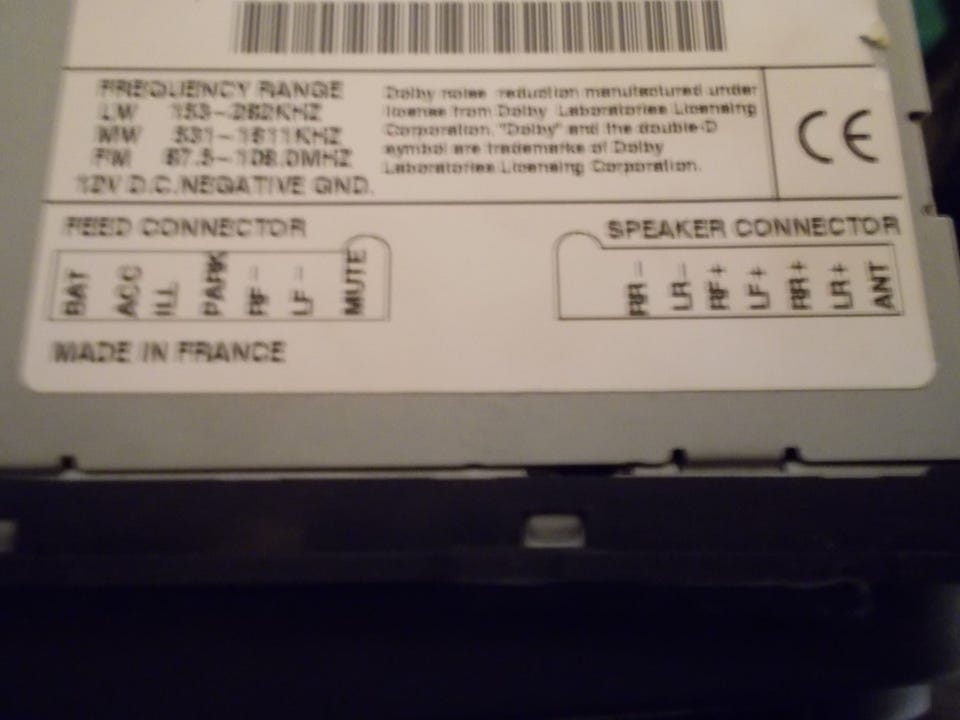 FREQUENCY RANGE
LW 153-282KHZ
MW 531-1611KHZ
FM 87.5-108.0MHZ
12V D.C.NEGATIVE GND.
Dolby noise reduction manufactured under
license from Dolby Laboratories Licensing
Corporation. "Dolby" and the double-D
symbol are trademarks of Dolby
Laboratories Licensing Corporation.
CE
FEED CONNECTOR
BAT ACC ILL PARK RF- LF- MUTE
SPEAKER CONNECTOR
RR- LR- RF+ LF+ RR+ LR+ ANT
MADE IN FRANCE